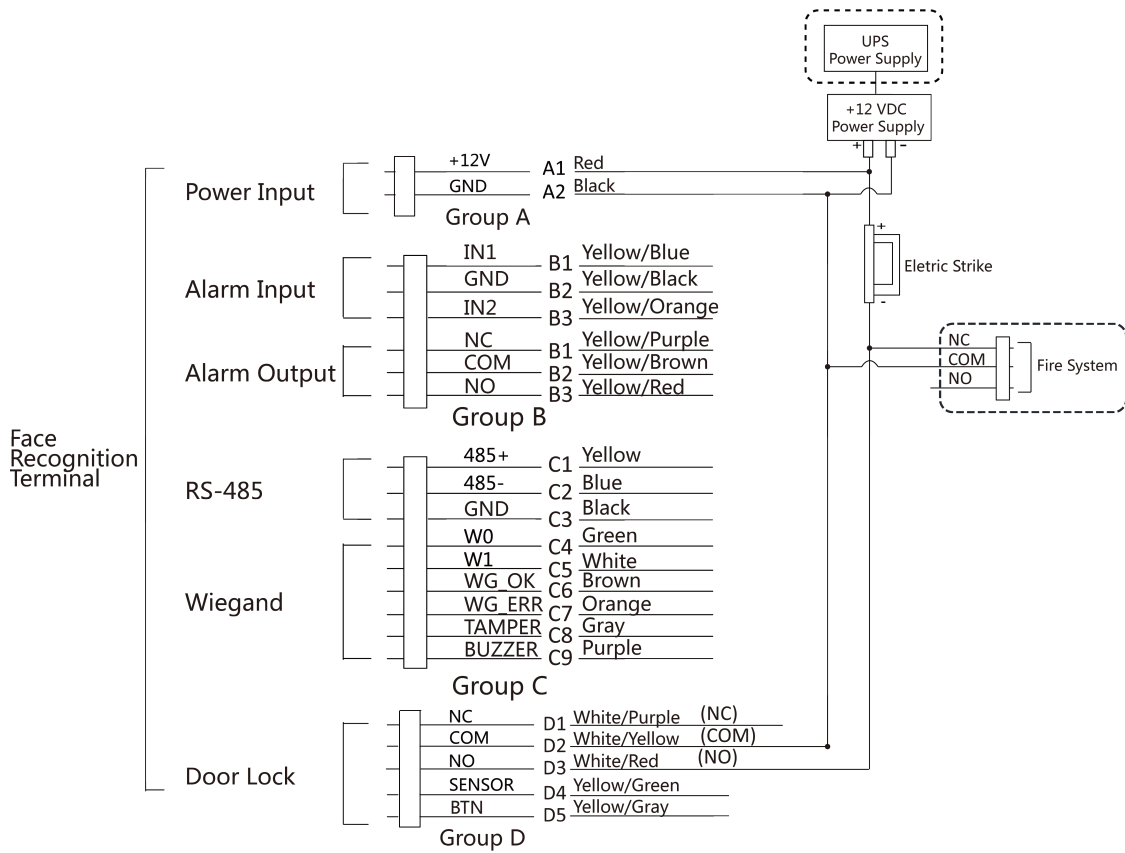 UPS
Power Supply
+12 VDC
Power Supply
+ -
Power Input
+12V
A1 Red
GND
A2 Black
Group A
+
Eletric Strike
-
Alarm Input
IN1
B1 Yellow/Blue
GND
B2 Yellow/Black
IN2
B3 Yellow/Orange
Alarm Output
NC
B1 Yellow/Purple
COM
B2 Yellow/Brown
NO
B3 Yellow/Red
Group B
NC
COM
NO
Fire System
Face
Recognition
Terminal
RS-485
485+
C1 Yellow
485-
C2 Blue
GND
C3 Black
Wiegand
W0
C4 Green
W1
C5 White
WG_OK
C6 Brown
WG_ERR
C7 Orange
TAMPER
C8 Gray
BUZZER
C9 Purple
Group C
Door Lock
NC
D1 White/Purple (NC)
COM
D2 White/Yellow (COM)
NO
D3 White/Red (NO)
SENSOR
D4 Yellow/Green
BTN
D5 Yellow/Gray
Group D